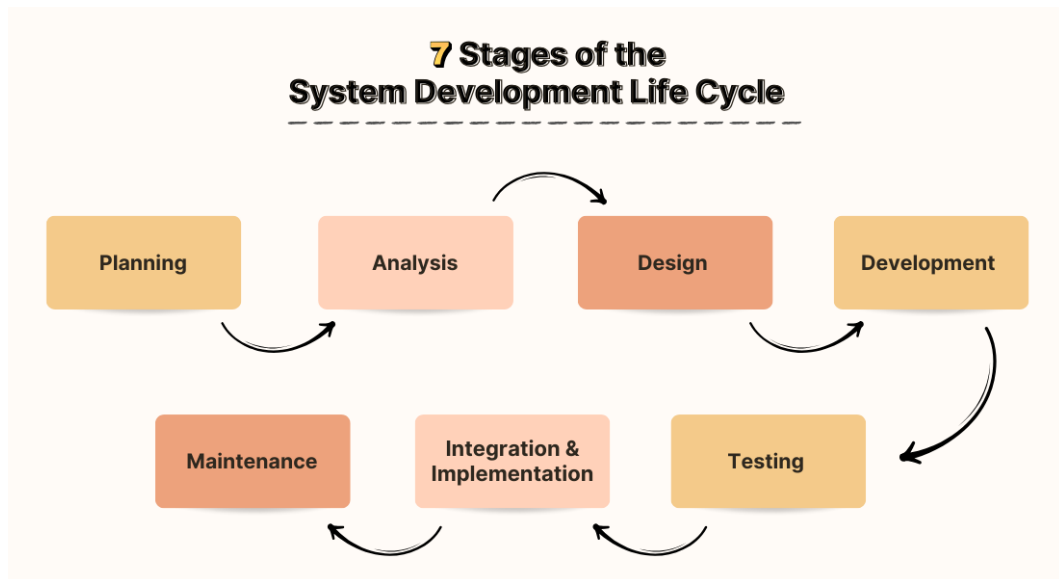 7 Stages of the
System Development Life Cycle
Planning
Analysis
Design
Development
Testing
Integration &
Implementation
Maintenance